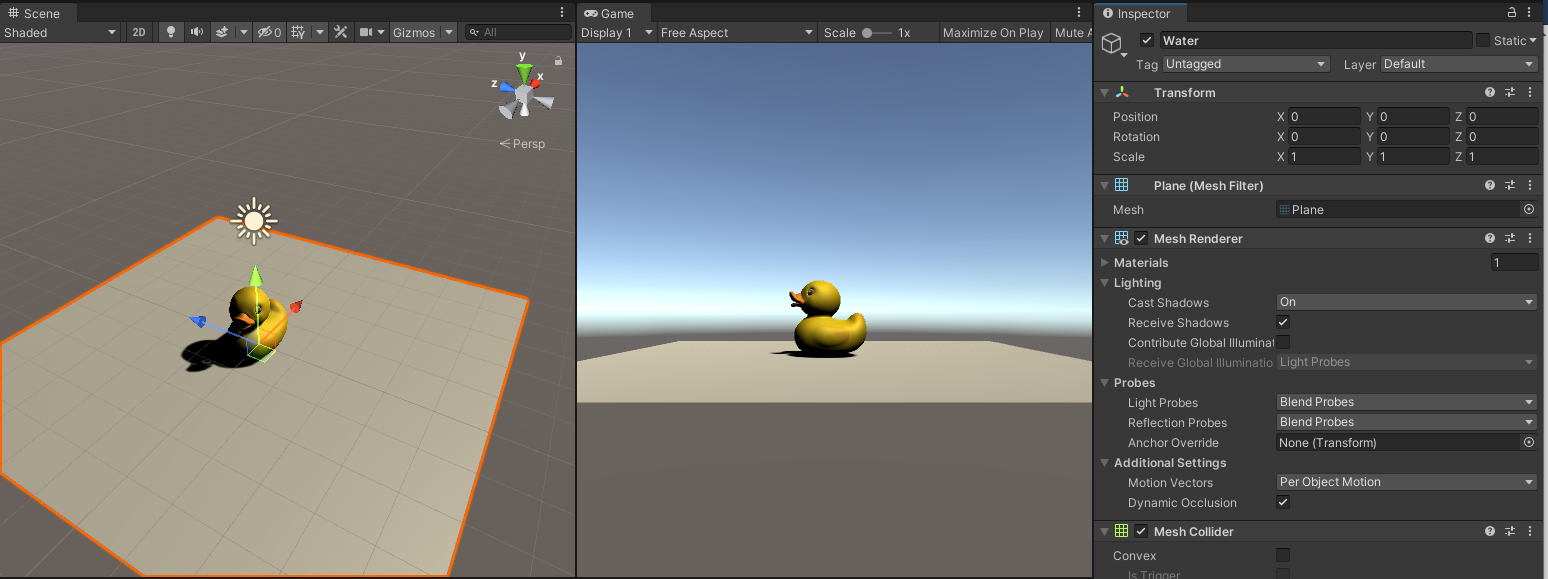 Scene
Shaded 2D 0 Gizmos All
y
x
z
Persp
Game
Display 1 Free Aspect Scale 1x Maximize On Play Mute A
Inspector
Water Static
Tag Untagged Layer Default
Transform
Position X 0 Y 0 Z 0
Rotation X 0 Y 0 Z 0
Scale X 1 Y 1 Z 1
Plane (Mesh Filter)
Mesh Plane
Mesh Renderer
Materials 1
Lighting
Cast Shadows On
Receive Shadows
Contribute Global Illuminat
Receive Global Illuminatio Light Probes
Probes
Light Probes Blend Probes
Reflection Probes Blend Probes
Anchor Override None (Transform)
Additional Settings
Motion Vectors Per Object Motion
Dynamic Occlusion
Mesh Collider
Convex
Is Trigger